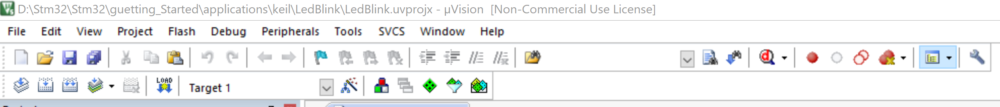 D:\Stm32\Stm32\guetting_Started\applications\keil\LedBlink\LedBlink.uvprojx - µVision  [Non-Commercial Use License]
File Edit View Project Flash Debug Peripherals Tools SVCS Window Help
LOAD
Target 1